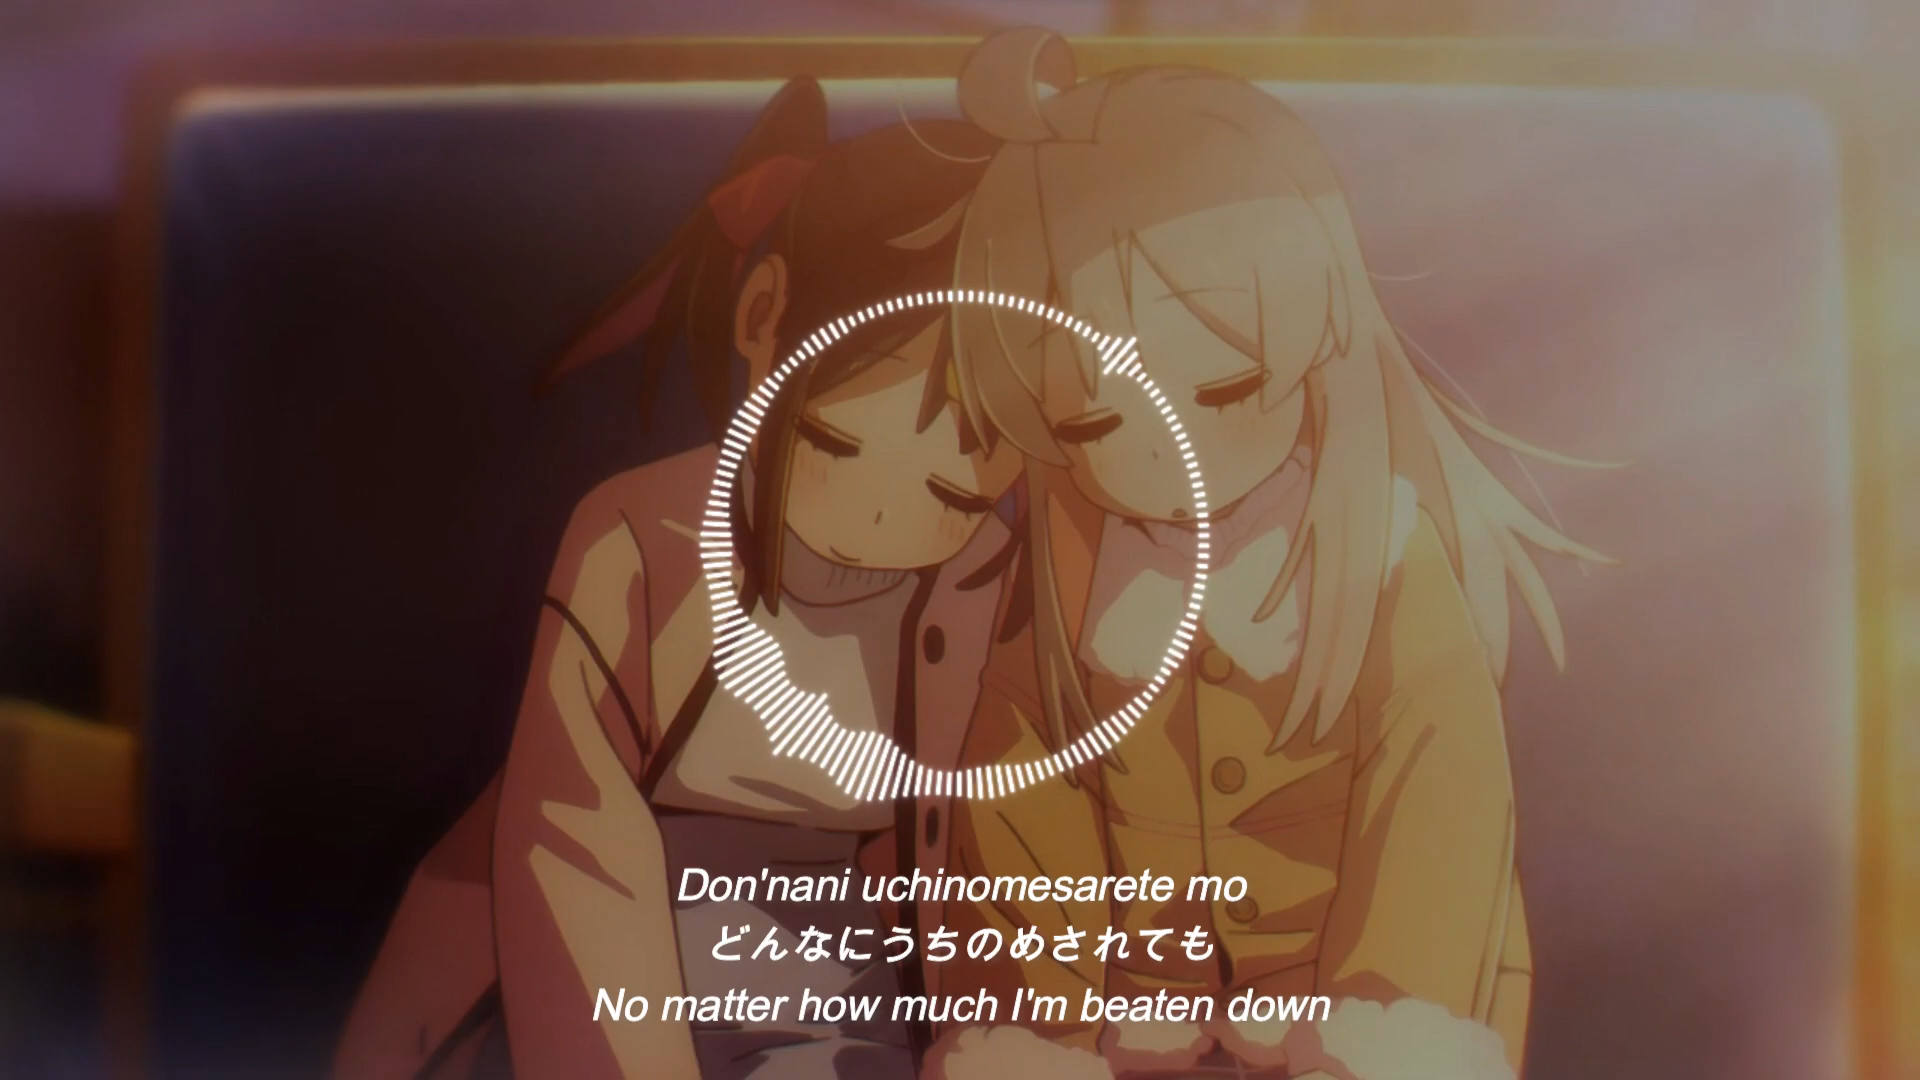 Don'nani uchinomesarete mo
どんなにうちのめされても
No matter how much I'm beaten down